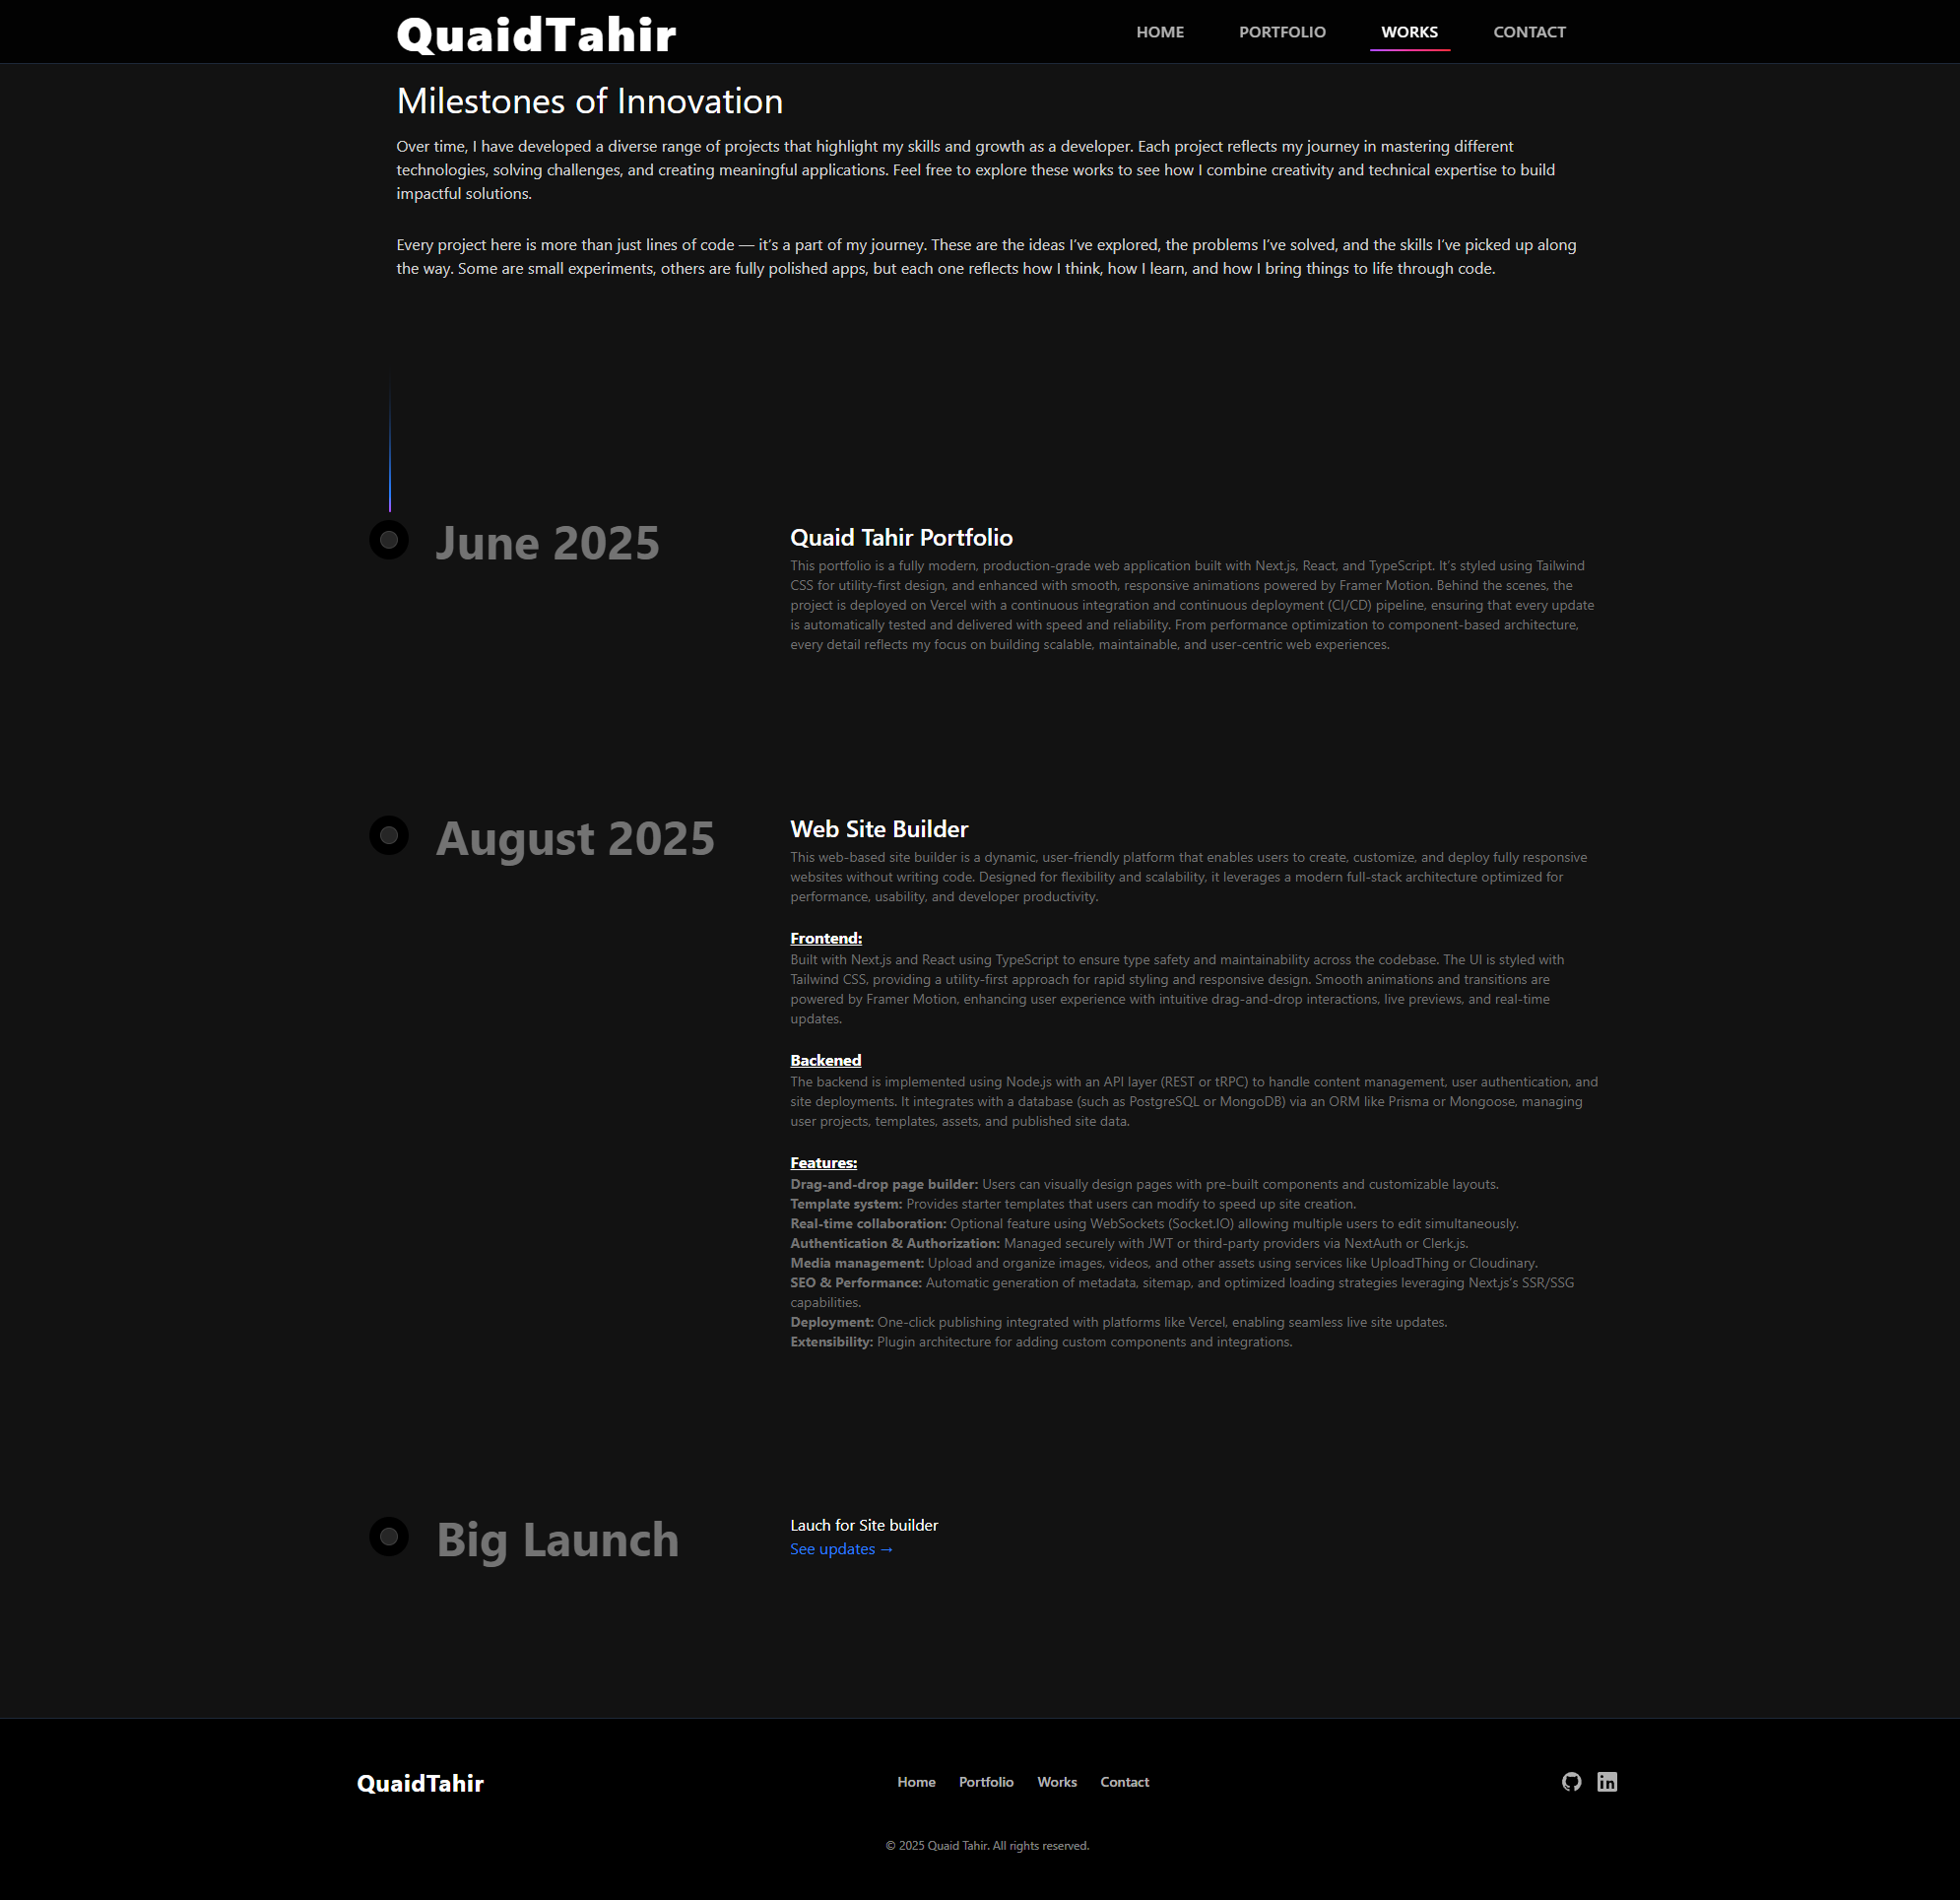 QuaidTahir
HOME PORTFOLIO WORKS CONTACT
Milestones of Innovation
Over time, I have developed a diverse range of projects that highlight my skills and growth as a developer. Each project reflects my journey in mastering different
technologies, solving challenges, and creating meaningful applications. Feel free to explore these works to see how I combine creativity and technical expertise to build
impactful solutions.
Every project here is more than just lines of code — it's a part of my journey. These are the ideas I've explored, the problems I've solved, and the skills I've picked up along
the way. Some are small experiments, others are fully polished apps, but each one reflects how I think, how I learn, and how I bring things to life through code.
June 2025
Quaid Tahir Portfolio
This portfolio is a fully modern, production-grade web application built with Next.js, React, and TypeScript. It's styled using Tailwind
CSS for utility-first design, and enhanced with smooth, responsive animations powered by Framer Motion. Behind the scenes, the
project is deployed on Vercel with a continuous integration and continuous deployment (CI/CD) pipeline, ensuring that every update
is automatically tested and delivered with speed and reliability. From performance optimization to component-based architecture,
every detail reflects my focus on building scalable, maintainable, and user-centric web experiences.
August 2025
Web Site Builder
This web-based site builder is a dynamic, user-friendly platform that enables users to create, customize, and deploy fully responsive
websites without writing code. Designed for flexibility and scalability, it leverages a modern full-stack architecture optimized for
performance, usability, and developer productivity.
Frontend:
Built with Next.js and React using TypeScript to ensure type safety and maintainability across the codebase. The UI is styled with
Tailwind CSS, providing a utility-first approach for rapid styling and responsive design. Smooth animations and transitions are
powered by Framer Motion, enhancing user experience with intuitive drag-and-drop interactions, live previews, and real-time
updates.
Backened
The backend is implemented using Node.js with an API layer (REST or tRPC) to handle content management, user authentication, and
site deployments. It integrates with a database (such as PostgreSQL or MongoDB) via an ORM like Prisma or Mongoose, managing
user projects, templates, assets, and published site data.
Features:
Drag-and-drop page builder: Users can visually design pages with pre-built components and customizable layouts.
Template system: Provides starter templates that users can modify to speed up site creation.
Real-time collaboration: Optional feature using WebSockets (Socket.IO) allowing multiple users to edit simultaneously.
Authentication & Authorization: Managed securely with JWT or third-party providers via NextAuth or Clerk.js.
Media management: Upload and organize images, videos, and other assets using services like UploadThing or Cloudinary.
SEO & Performance: Automatic generation of metadata, sitemap, and optimized loading strategies leveraging Next.js's SSR/SSG
capabilities.
Deployment: One-click publishing integrated with platforms like Vercel, enabling seamless live site updates.
Extensibility: Plugin architecture for adding custom components and integrations.
Big Launch
Lauch for Site builder
See updates →
QuaidTahir
Home Portfolio Works Contact
© 2025 Quaid Tahir. All rights reserved.